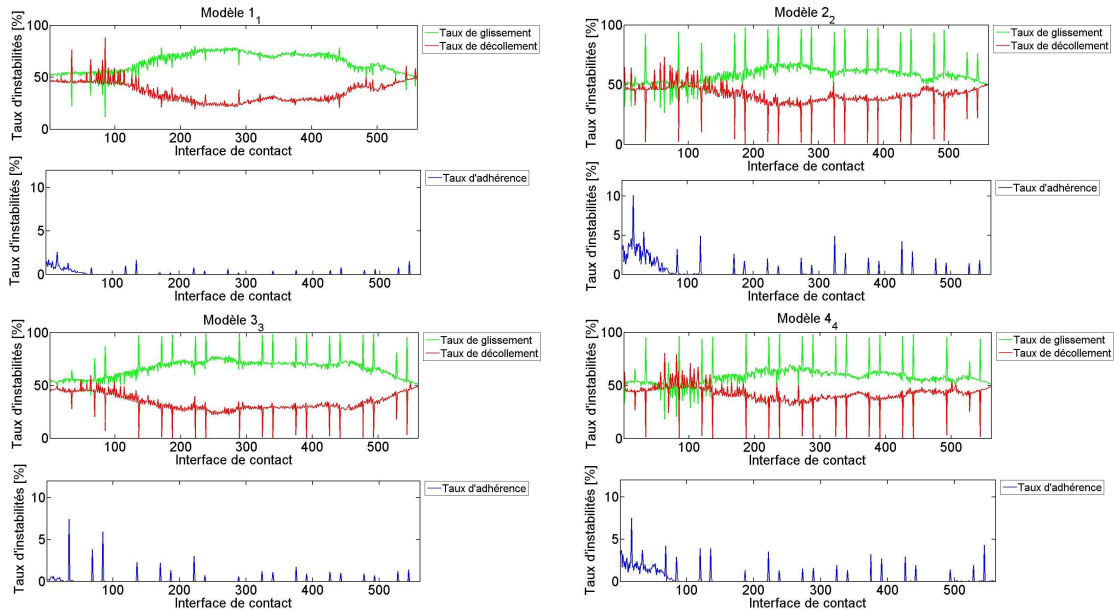 Modèle 1₁
Taux d'instabilités [%]
100
50
0
100 200 300 400 500
Interface de contact
Taux de glissement
Taux de décollement
Taux d'instabilités [%]
10
5
0
100 200 300 400 500
Interface de contact
Taux d'adhérence
Modèle 2₂
Taux d'instabilités [%]
100
50
0
100 200 300 400 500
Interface de contact
Taux de glissement
Taux de décollement
Taux d'instabilités [%]
10
5
0
100 200 300 400 500
Interface de contact
Taux d'adhérence
Modèle 3₃
Taux d'instabilités [%]
100
50
0
100 200 300 400 500
Interface de contact
Taux de glissement
Taux de décollement
Taux d'instabilités [%]
10
5
0
100 200 300 400 500
Interface de contact
Taux d'adhérence
Modèle 4₄
Taux d'instabilités [%]
100
50
0
100 200 300 400 500
Interface de contact
Taux de glissement
Taux de décollement
Taux d'instabilités [%]
10
5
0
100 200 300 400 500
Interface de contact
Taux d'adhérence